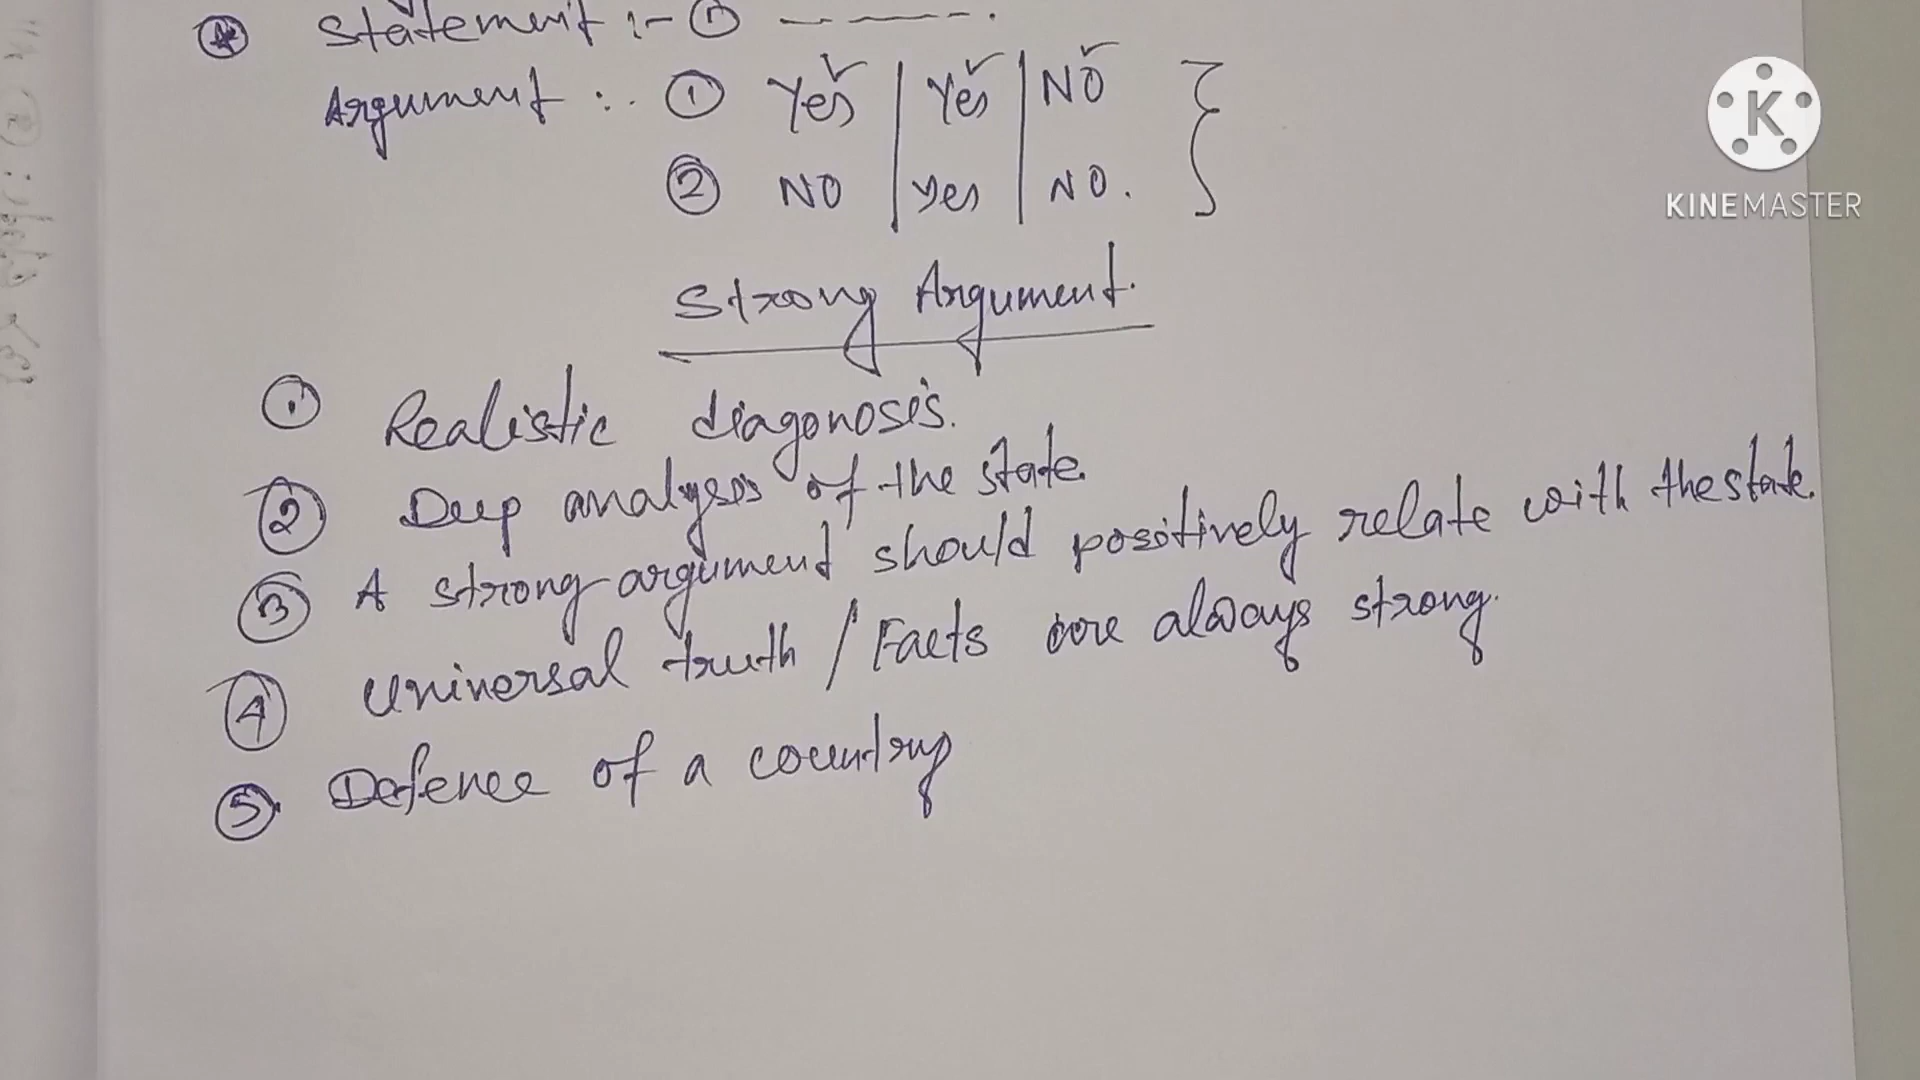 Statement :- ① - - - - - .
Argument :. ① Yes | Yes | NO
② NO | yes | NO.
Strong Argument.
① Realistic diagonosis.
② Deep analysis of the state.
③ A strong argument should positively relate with the state.
④ Universal truth / Facts are always strong.
⑤ Defence of a country
K
KINEMASTER